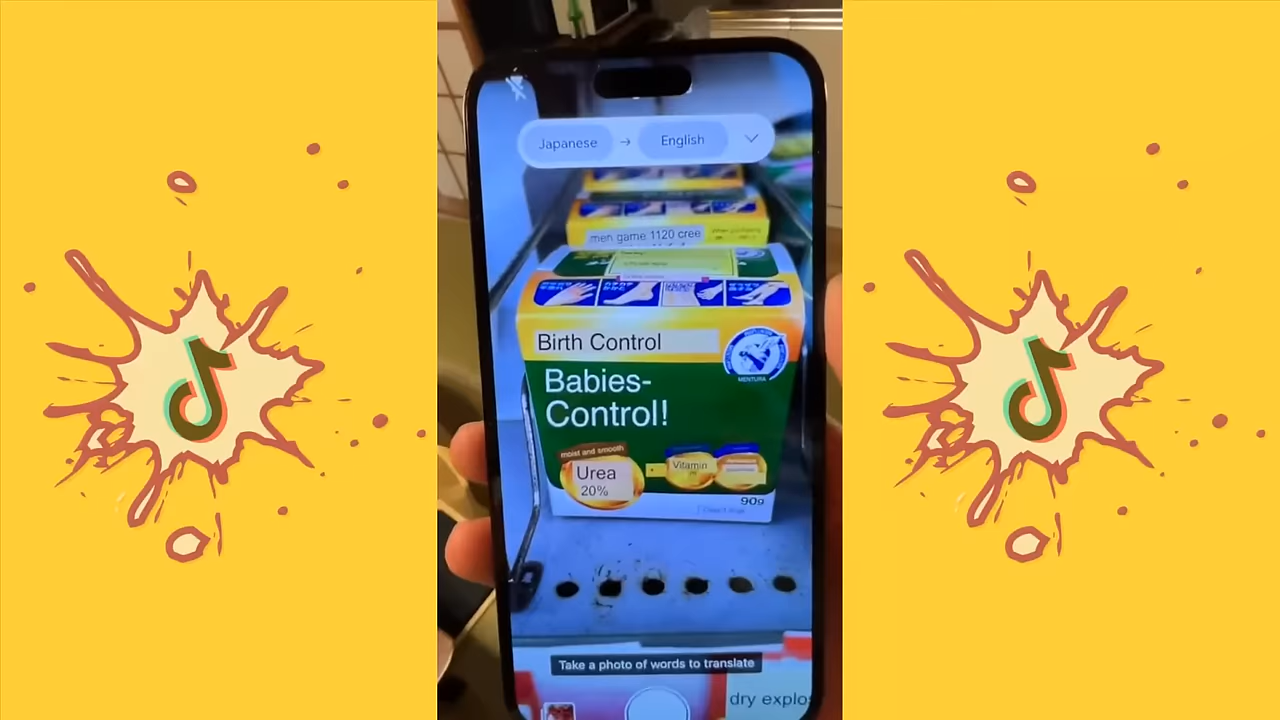 Japanese → English
men game 1120 cree
Birth Control
MENTURA
Babies-
Control!
moist and smooth
Urea
20%
Vitamin
90g
Take a photo of words to translate
dry explos